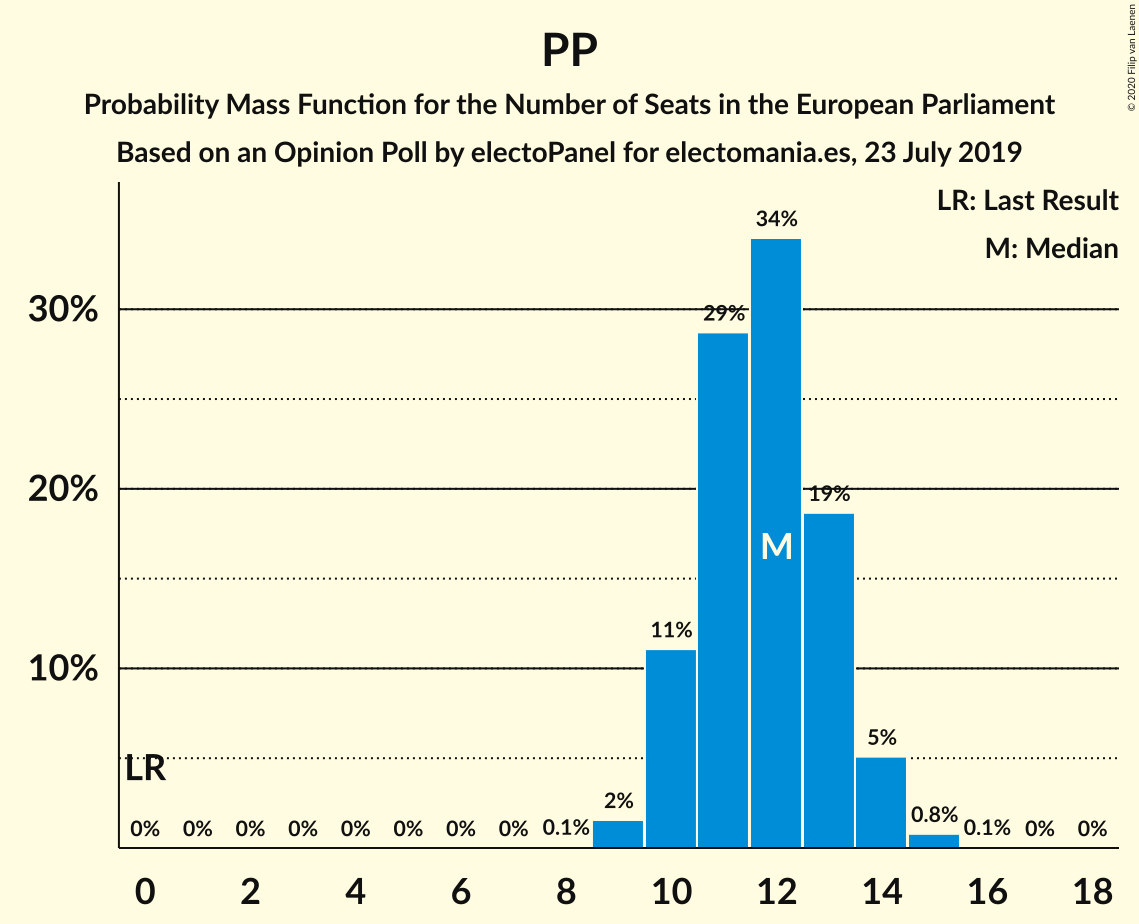 PP
Probability Mass Function for the Number of Seats in the European Parliament
Based on an Opinion Poll by electoPanel for electomania.es, 23 July 2019
© 2020 Filip van Laenen
LR: Last Result
M: Median
34%
30%
29%
20%
19%
M
11%
10%
5%
LR
2%
0% 0% 0% 0% 0% 0% 0% 0% 0.1% 0.8% 0.1% 0% 0%
0 2 4 6 8 10 12 14 16 18